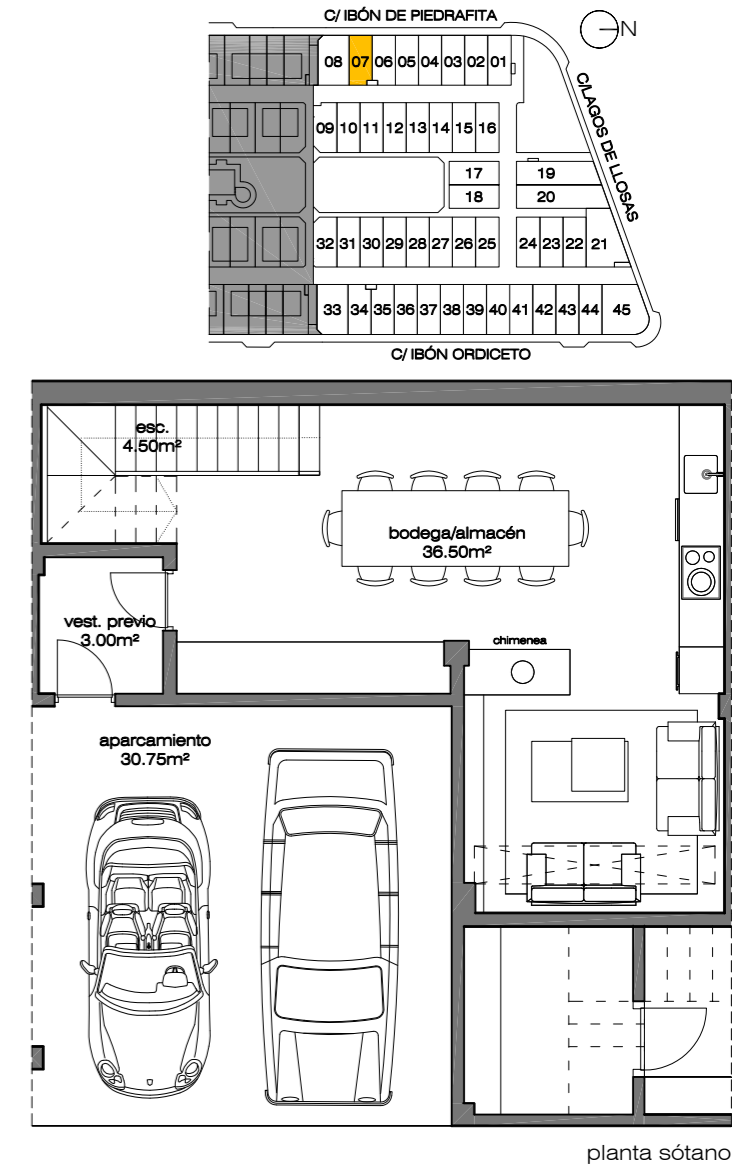 C/ IBÓN DE PIEDRAFITA
N
08 07 06 05 04 03 02 01
C/LAGOS DE LLOSAS
09 10 11 12 13 14 15 16
17 19
18 20
32 31 30 29 28 27 26 25 24 23 22 21
33 34 35 36 37 38 39 40 41 42 43 44 45
C/ IBÓN ORDICETO
esc.
4.50m²
bodega/almacén
36.50m²
vest. previo
3.00m²
chimenea
aparcamiento
30.75m²
planta sótano